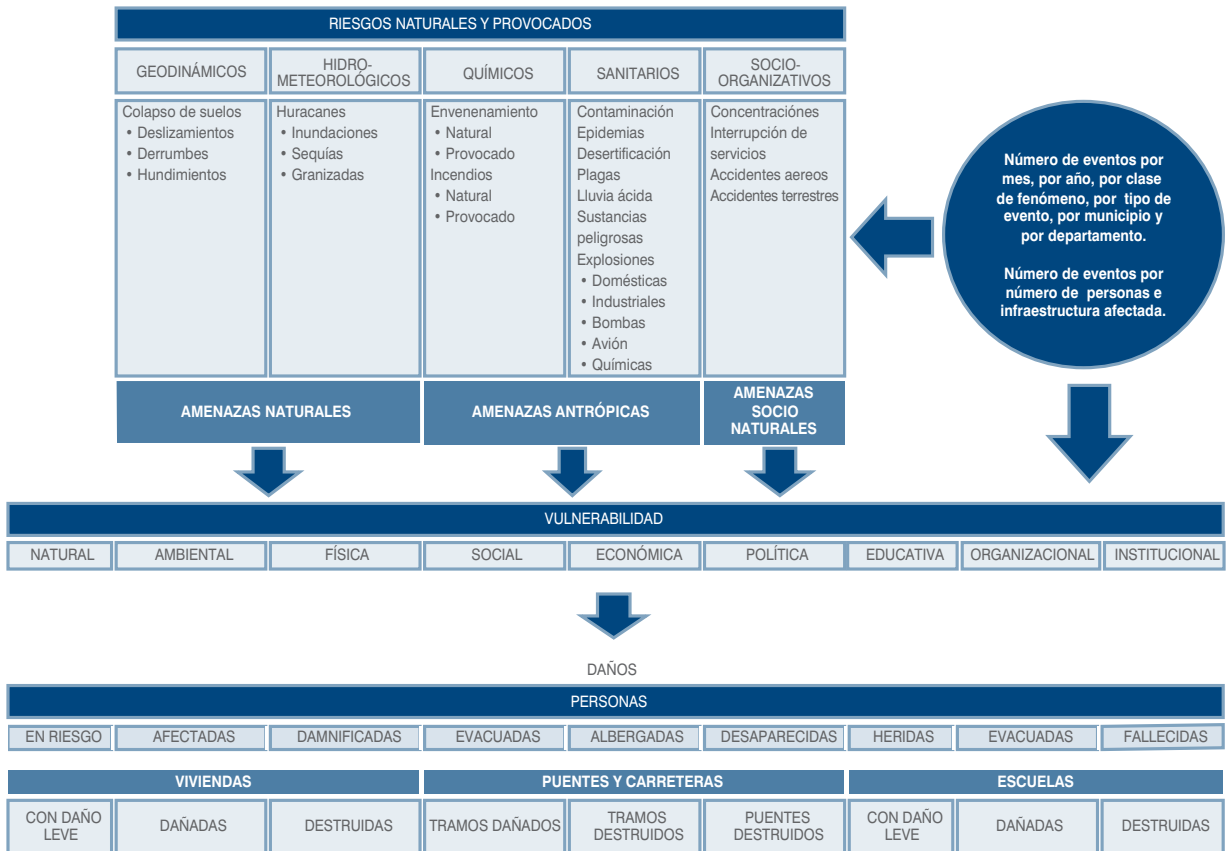 RIESGOS NATURALES Y PROVOCADOS
GEODINÁMICOS
HIDRO-
METEOROLÓGICOS
QUÍMICOS
SANITARIOS
SOCIO-
ORGANIZATIVOS
Colapso de suelos
• Deslizamientos
• Derrumbes
• Hundimientos
Huracanes
• Inundaciones
• Sequías
• Granizadas
Envenenamiento
• Natural
• Provocado
Incendios
• Natural
• Provocado
Contaminación
Epidemias
Desertificación
Plagas
Lluvia ácida
Sustancias
peligrosas
Explosiones
• Domésticas
• Industriales
• Bombas
• Avión
• Químicas
Concentraciónes
Interrupción de
servicios
Accidentes aereos
Accidentes terrestres
Número de eventos por
mes, por año, por clase
de fenómeno, por tipo de
evento, por municipio y
por departamento.
Número de eventos por
número de personas e
infraestructura afectada.
AMENAZAS NATURALES
AMENAZAS ANTRÓPICAS
AMENAZAS
SOCIO
NATURALES
VULNERABILIDAD
NATURAL
AMBIENTAL
FÍSICA
SOCIAL
ECONÓMICA
POLÍTICA
EDUCATIVA
ORGANIZACIONAL
INSTITUCIONAL
DAÑOS
PERSONAS
EN RIESGO
AFECTADAS
DAMNIFICADAS
EVACUADAS
ALBERGADAS
DESAPARECIDAS
HERIDAS
EVACUADAS
FALLECIDAS
VIVIENDAS
PUENTES Y CARRETERAS
ESCUELAS
CON DAÑO
LEVE
DAÑADAS
DESTRUIDAS
TRAMOS DAÑADOS
TRAMOS
DESTRUIDOS
PUENTES
DESTRUIDOS
CON DAÑO
LEVE
DAÑADAS
DESTRUIDAS